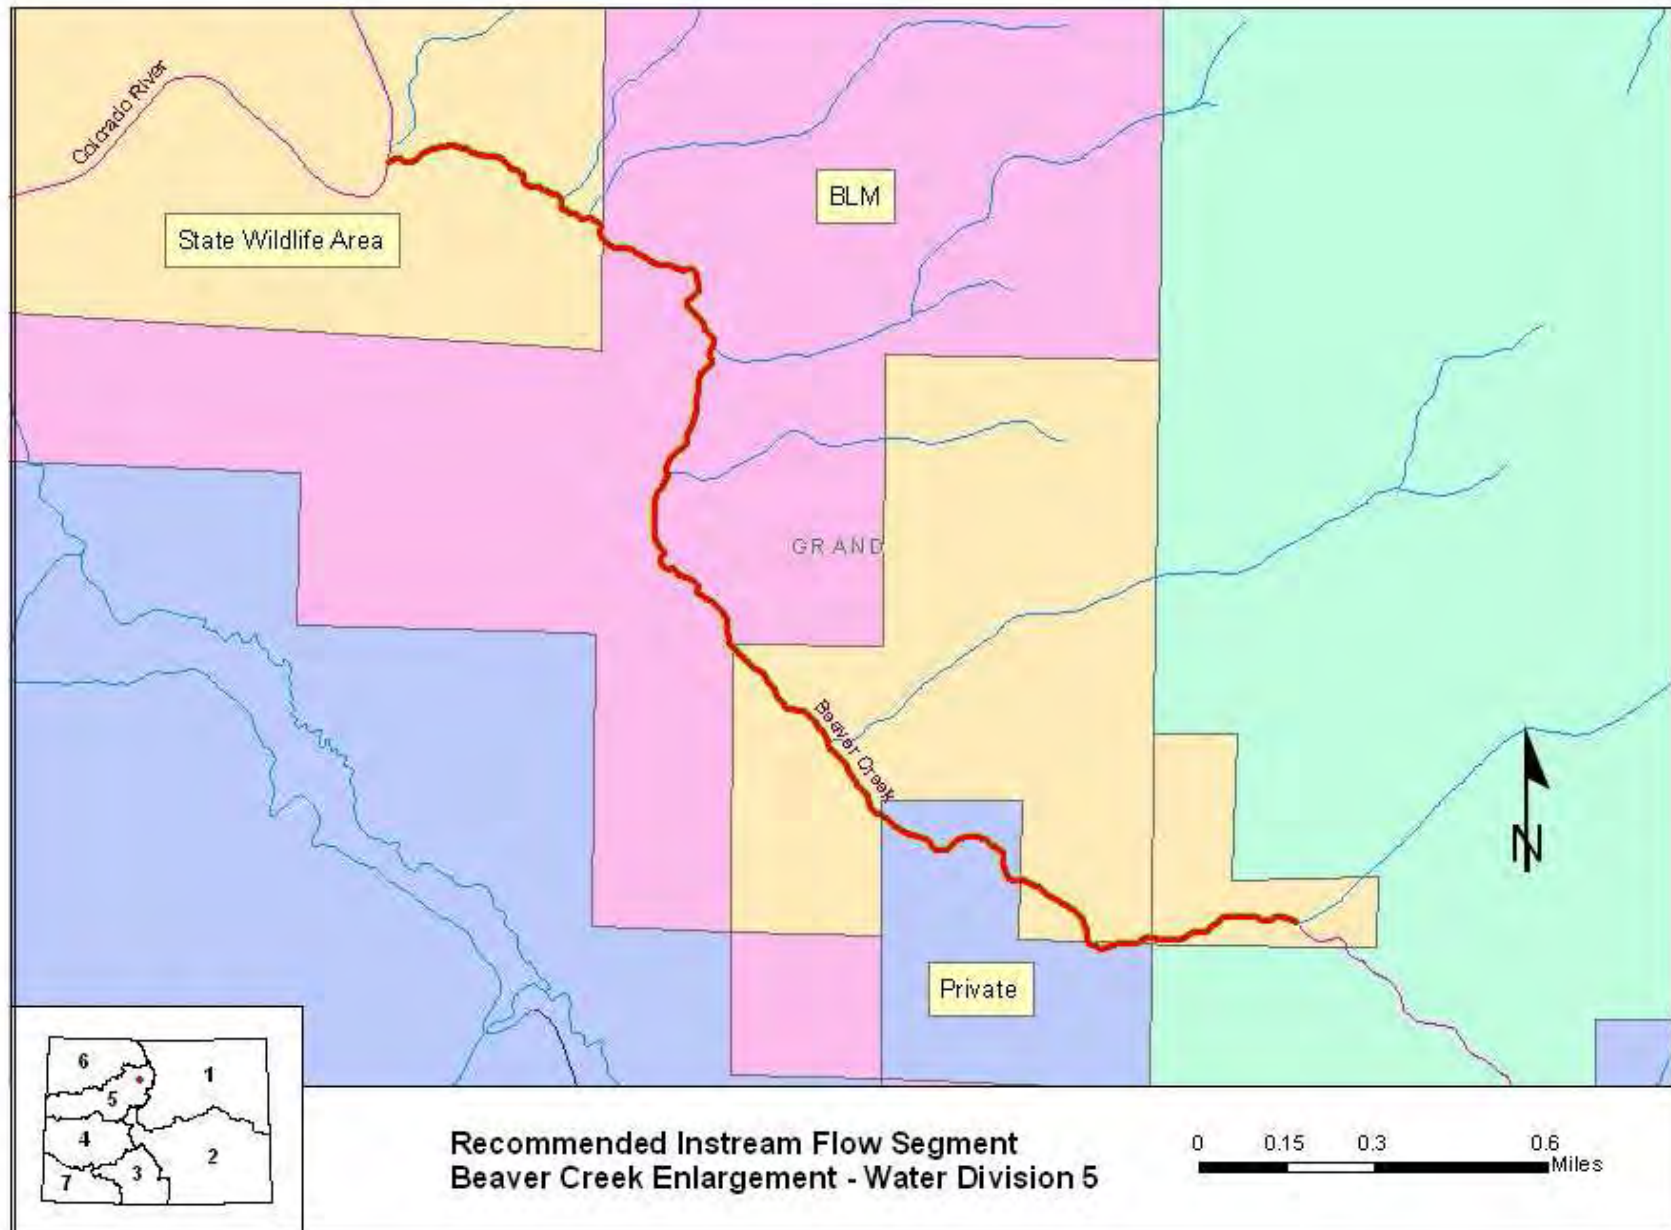 Colorado River
State Wildlife Area
BLM
GRAND
Beaver Creek
Private
N
6
1
5
4
2
3
7
Recommended Instream Flow Segment
Beaver Creek Enlargement - Water Division 5
0 0.15 0.3 0.6
Miles